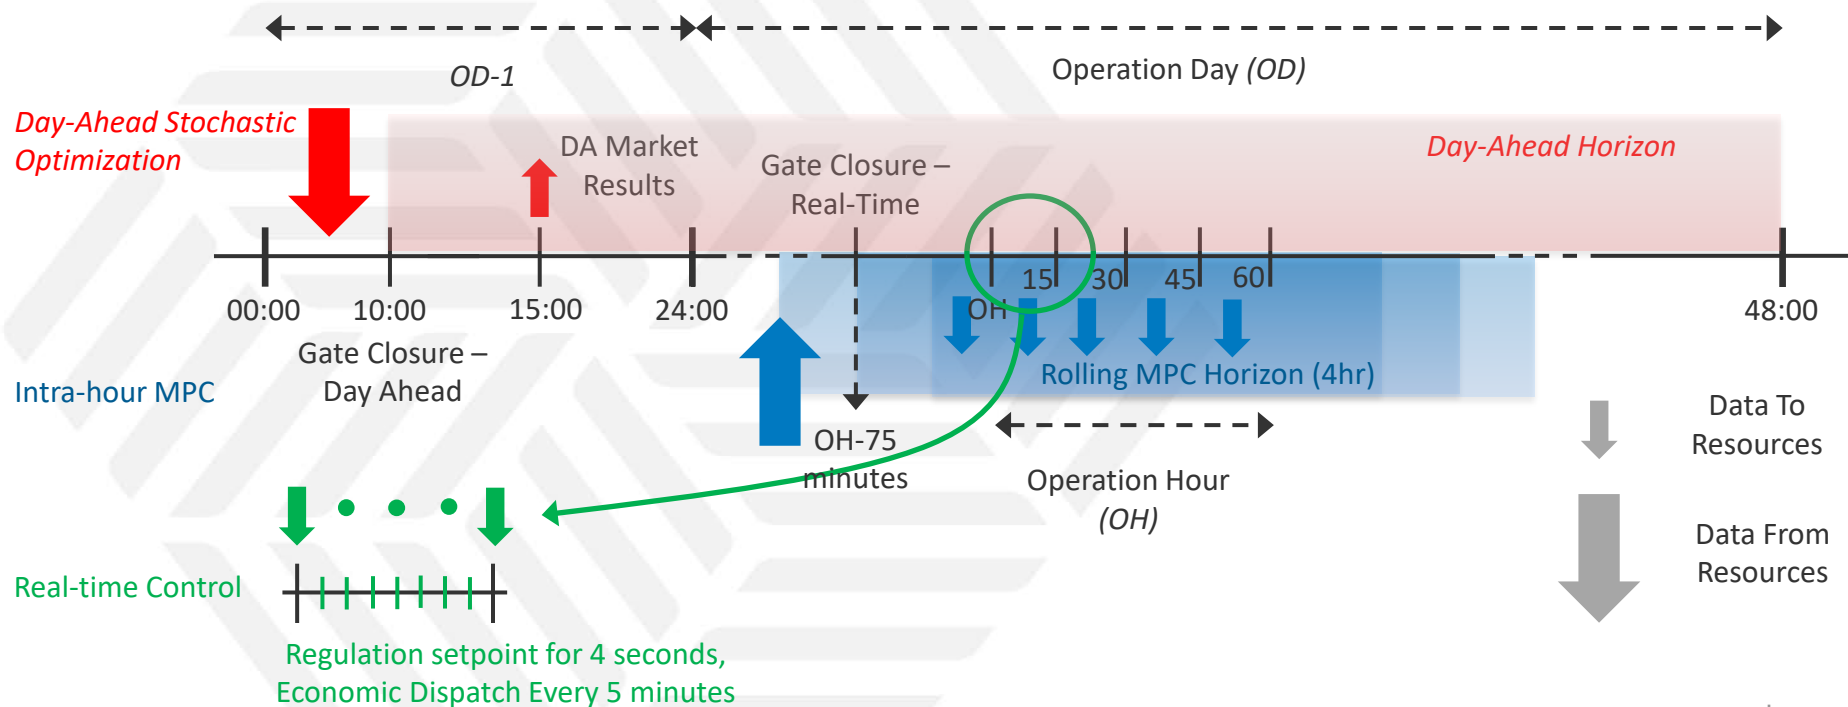 OD-1
Operation Day (OD)
Day-Ahead Stochastic
Optimization
DA Market
Results
Gate Closure –
Real-Time
Day-Ahead Horizon
00:00
10:00
15:00
24:00
OH
15
30
45
60
48:00
Gate Closure –
Day Ahead
Intra-hour MPC
Rolling MPC Horizon (4hr)
OH-75
minutes
Operation Hour
(OH)
Data To
Resources
Data From
Resources
Real-time Control
Regulation setpoint for 4 seconds,
Economic Dispatch Every 5 minutes